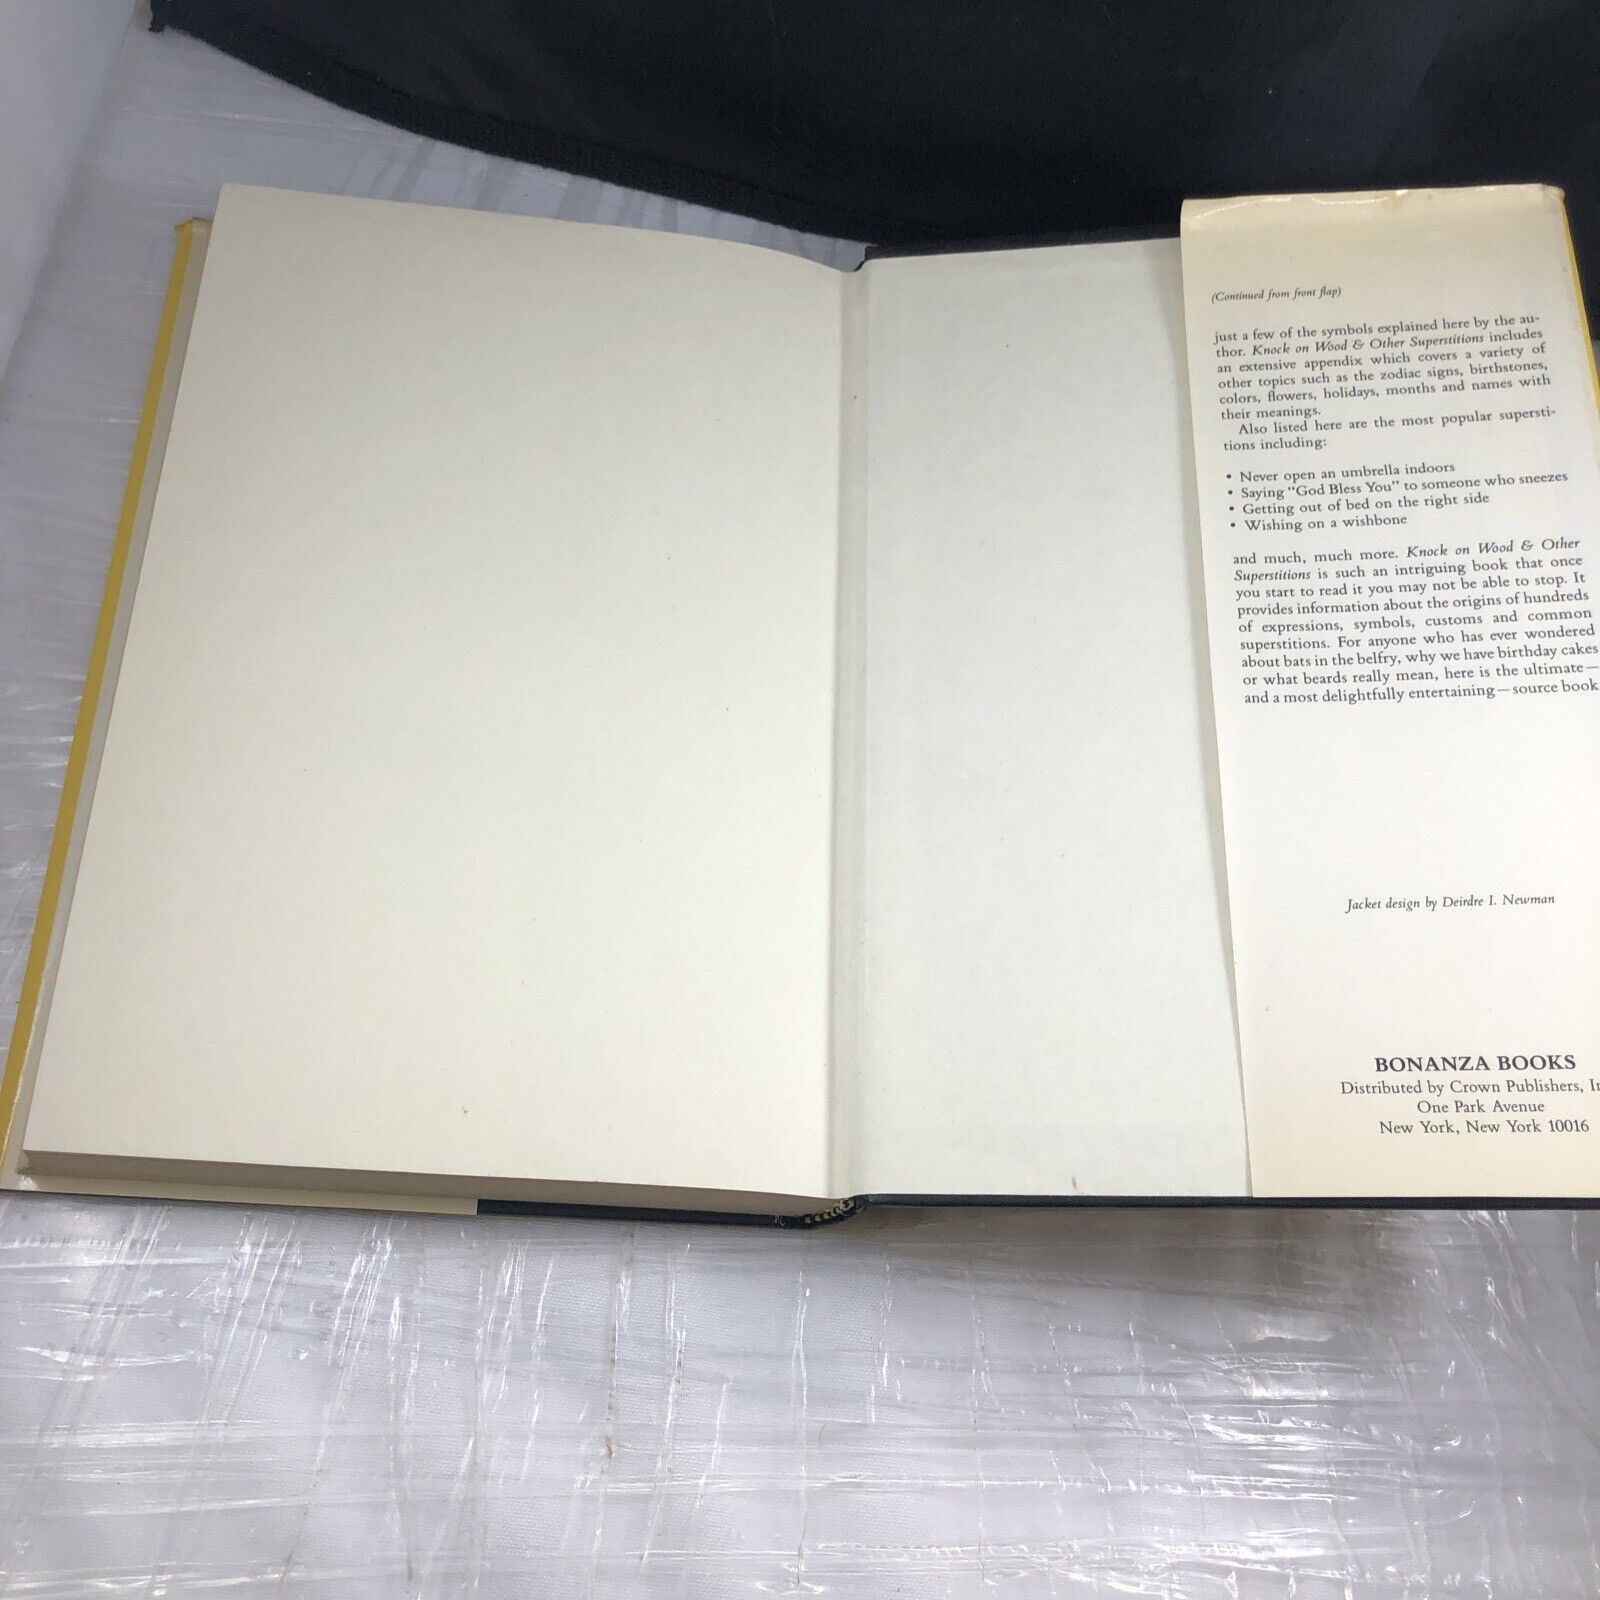 (Continued from front flap)
just a few of the symbols explained here by the au-
thor. Knock on Wood & Other Superstitions includes
an extensive appendix which covers a variety of
other topics such as the zodiac signs, birthstones,
colors, flowers, holidays, months and names with
their meanings.
Also listed here are the most popular supersti-
tions including:
• Never open an umbrella indoors
• Saying "God Bless You" to someone who sneezes
• Getting out of bed on the right side
• Wishing on a wishbone
and much, much more. Knock on Wood & Other
Superstitions is such an intriguing book that once
you start to read it you may not be able to stop. It
provides information about the origins of hundreds
of expressions, symbols, customs and common
superstitions. For anyone who has ever wondered
about bats in the belfry, why we have birthday cakes
or what beards really mean, here is the ultimate—
and a most delightfully entertaining—source book
Jacket design by Deirdre I. Newman
BONANZA BOOKS
Distributed by Crown Publishers,
One Park Avenue
New York, New York 10016